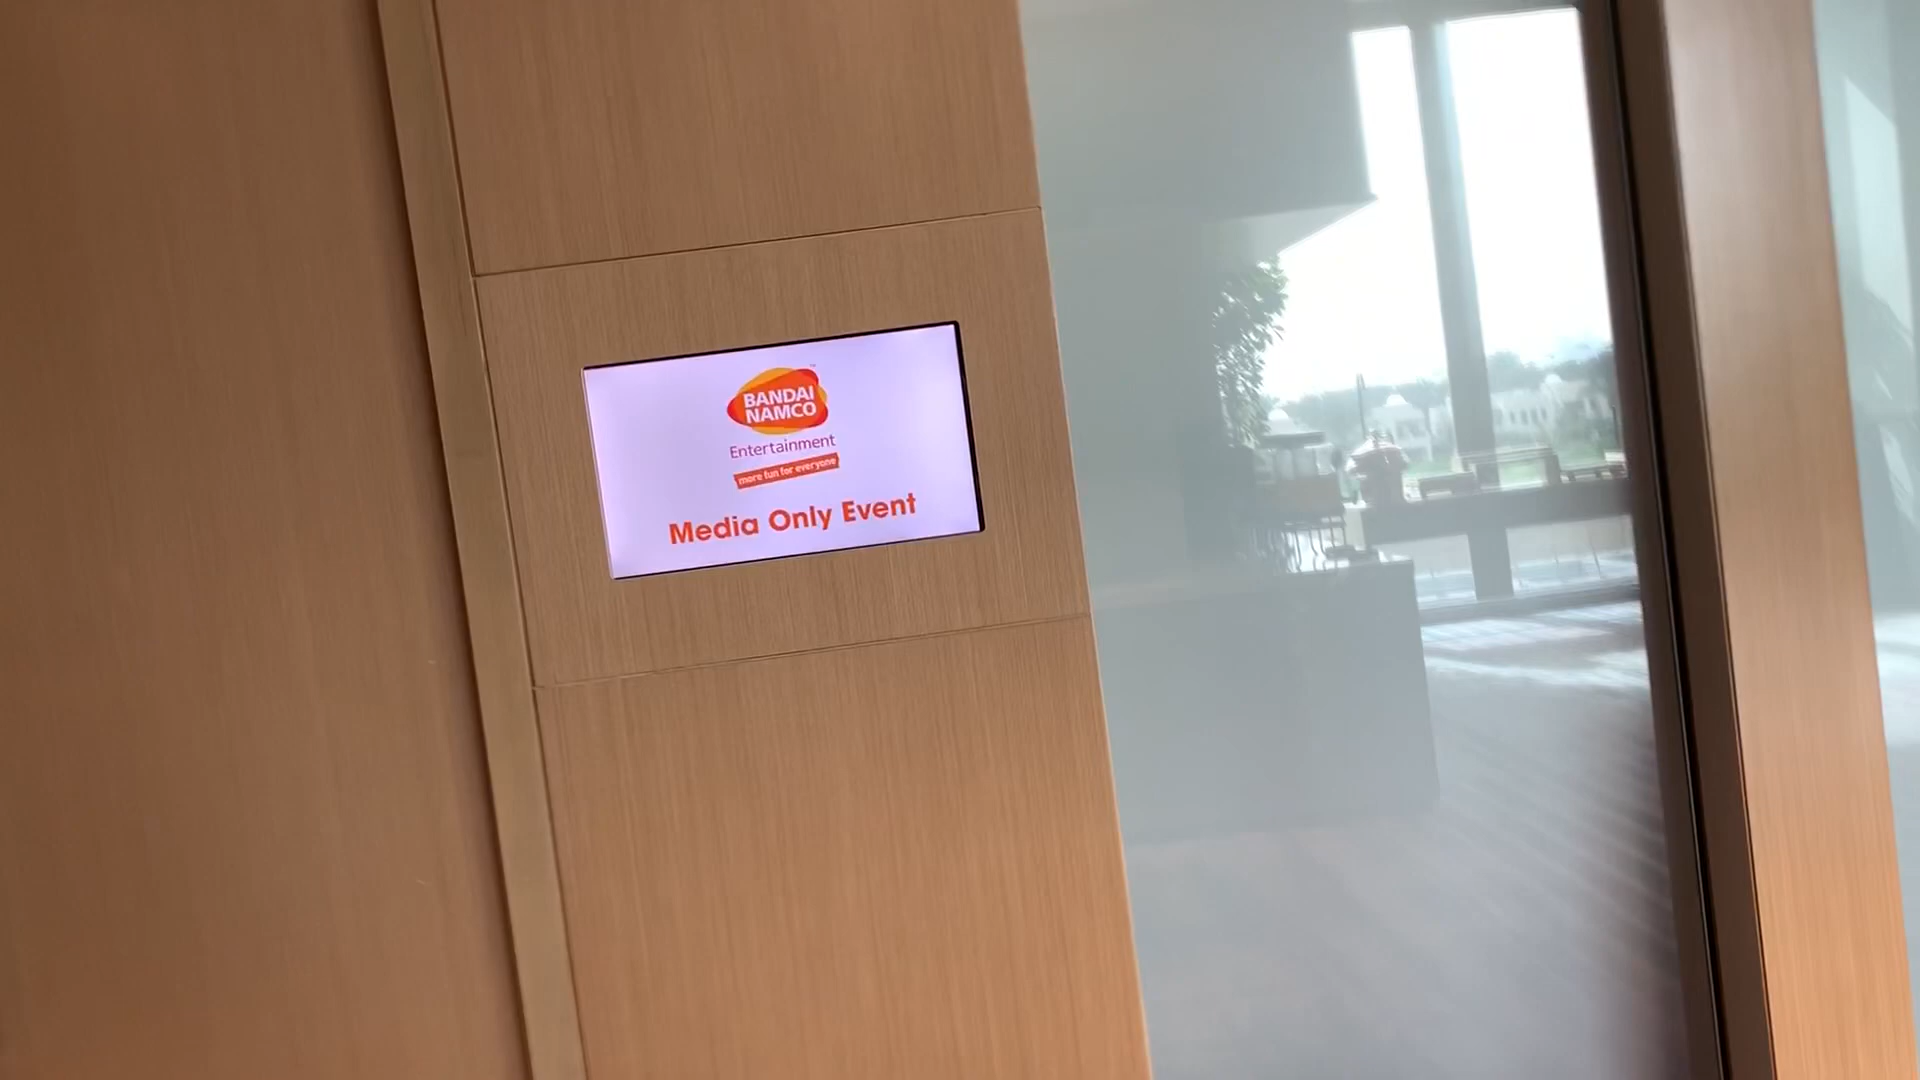 BANDAI
NAMCO
Entertainment
more fun for everyone
Media Only Event